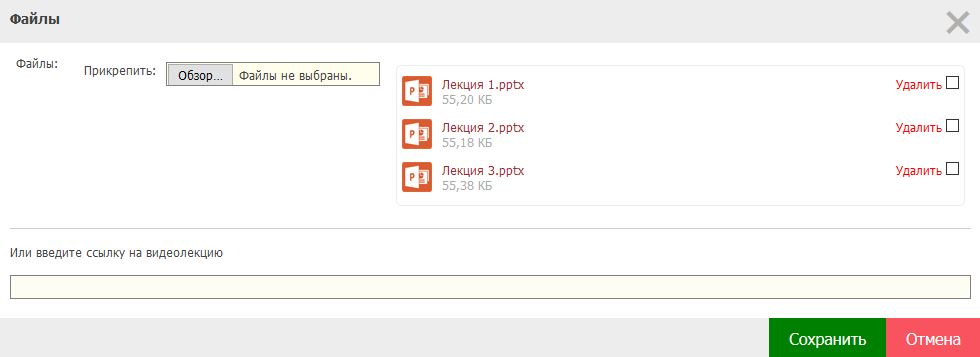 Файлы
Файлы:
Прикрепить:
Обзор... Файлы не выбраны.
Лекция 1.pptx
Удалить
55,20 КБ
Лекция 2.pptx
Удалить
55,18 КБ
Лекция 3.pptx
Удалить
55,38 КБ
Или введите ссылку на видеолекцию
Сохранить
Отмена